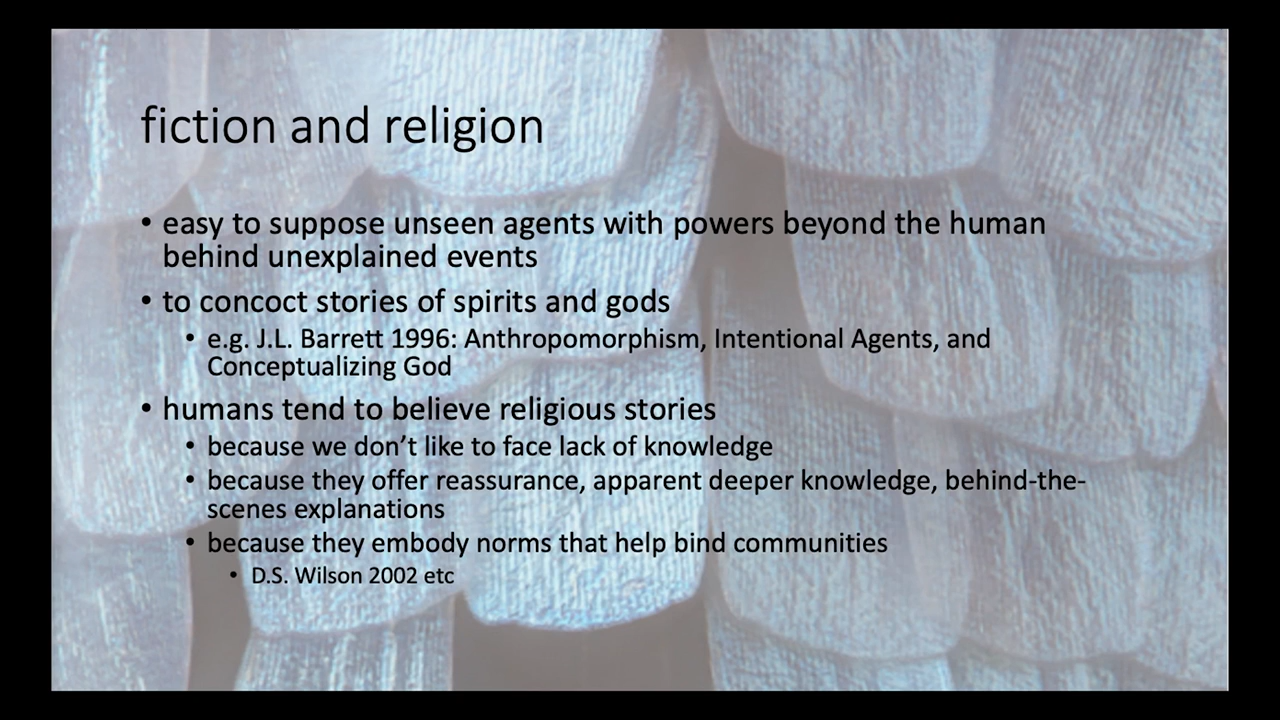 fiction and religion
• easy to suppose unseen agents with powers beyond the human
behind unexplained events
• to concoct stories of spirits and gods
• e.g. J.L. Barrett 1996: Anthropomorphism, Intentional Agents, and
Conceptualizing God
• humans tend to believe religious stories
• because we don’t like to face lack of knowledge
• because they offer reassurance, apparent deeper knowledge, behind-the-
scenes explanations
• because they embody norms that help bind communities
• D.S. Wilson 2002 etc